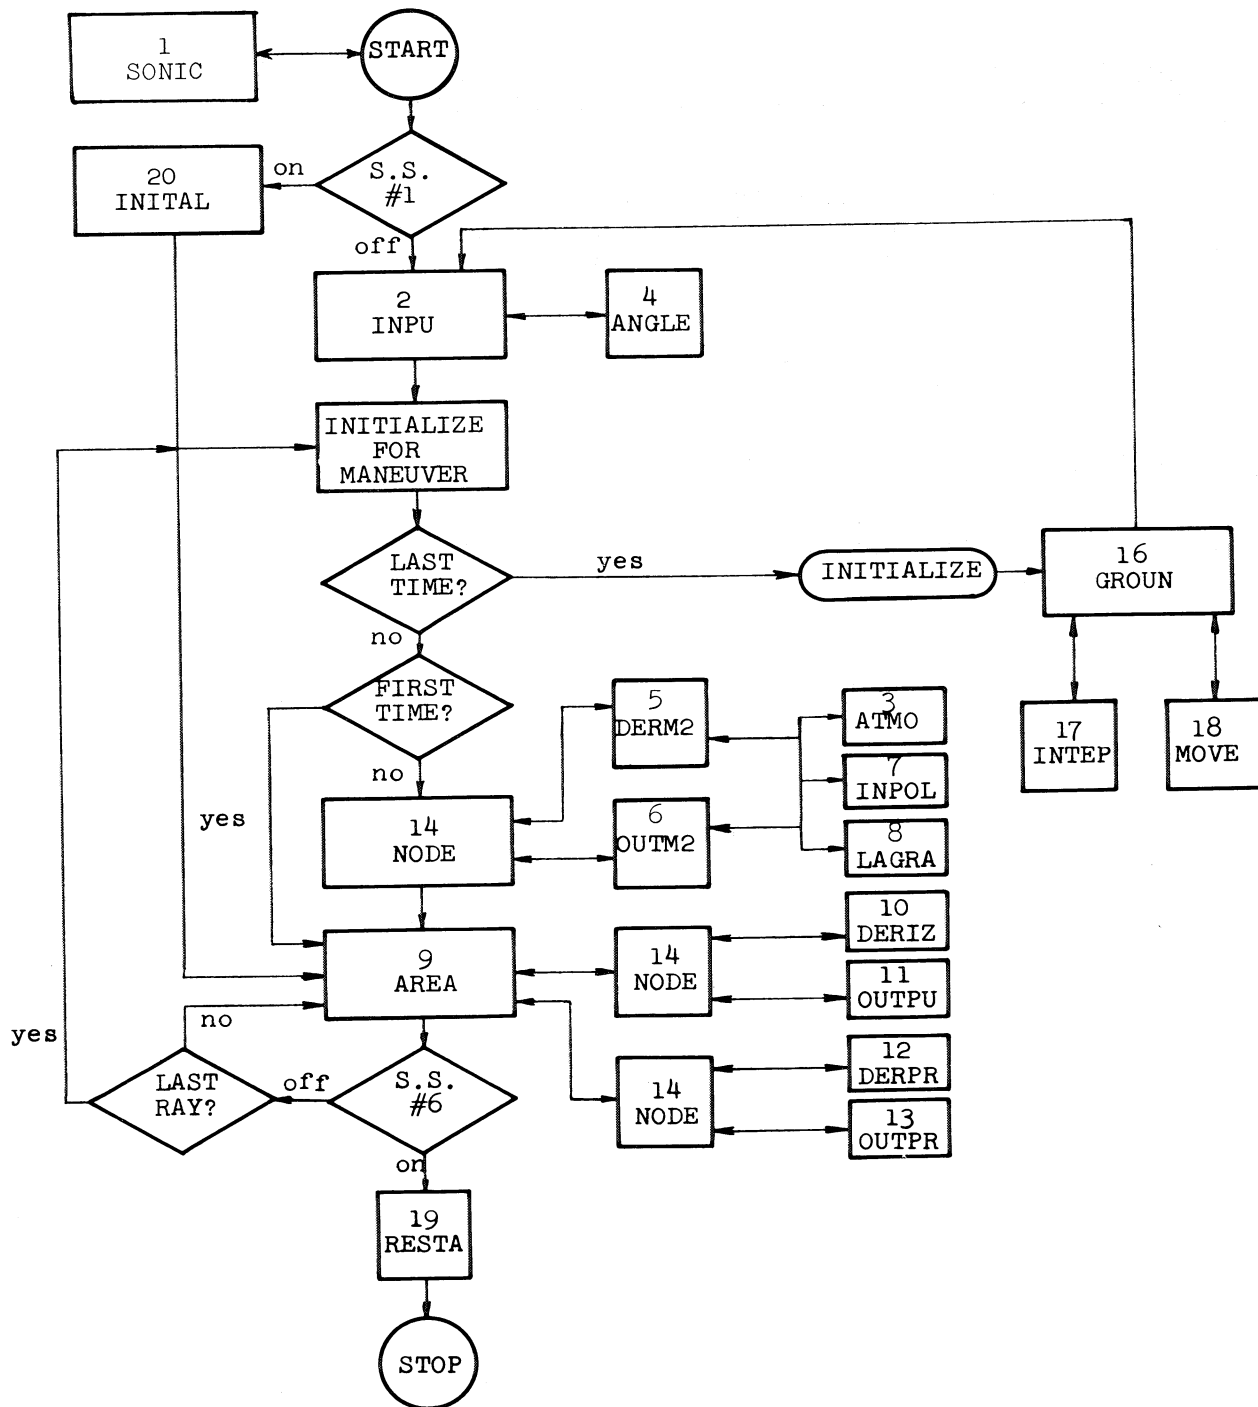 1
SONIC
START
20
INITAL
on
S.S.
#1
off
2
INPU
4
ANGLE
INITIALIZE
FOR
MANEUVER
LAST
TIME?
yes
INITIALIZE
16
GROUN
no
FIRST
TIME?
5
DERM2
3
ATMO
17
INTEP
18
MOVE
no
7
INPOL
yes
14
NODE
6
OUTM2
8
LAGRA
9
AREA
14
NODE
10
DERIZ
11
OUTPU
yes
no
LAST
RAY?
off
S.S.
#6
14
NODE
12
DERPR
13
OUTPR
on
19
RESTA
STOP